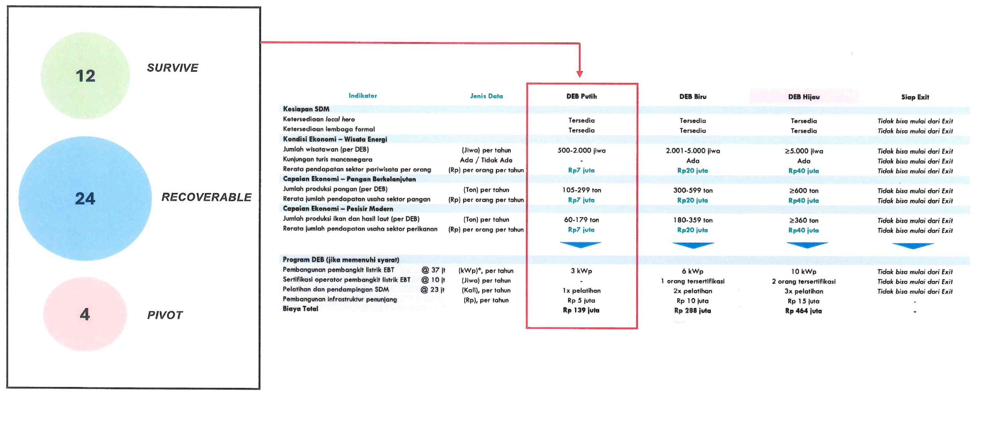 12
SURVIVE
24
RECOVERABLE
4
PIVOT
Indikator Jenis Data DEB Putih DEB Biru DEB Hijau Siap Exit
Kesiapan SDM
Ketersediaan local hero Tersedia Tersedia Tersedia Tidak bisa mulai dari Exit
Ketersediaan lembaga formal Tersedia Tersedia Tersedia Tidak bisa mulai dari Exit
Kondisi Ekonomi – Wisata Energi
Jumlah wisatawan (per DEB) (Jiwa) per tahun 500-2.000 jiwa 2.001-5.000 jiwa ≥5.000 jiwa Tidak bisa mulai dari Exit
Kunjungan turis mancanegara Ada / Tidak Ada - Ada Ada Tidak bisa mulai dari Exit
Rerata pendapatan sektor pariwisata per orang (Rp) per orang per tahun Rp7 juta Rp20 juta Rp40 juta Tidak bisa mulai dari Exit
Capaian Ekonomi – Pangan Berkelanjutan
Jumlah produksi pangan (per DEB) (Ton) per tahun 105-299 ton 300-599 ton ≥600 ton Tidak bisa mulai dari Exit
Rerata jumlah pendapatan usaha sektor pangan (Rp) per orang per tahun Rp7 juta Rp20 juta Rp40 juta Tidak bisa mulai dari Exit
Capaian Ekonomi – Pesisir Modern
Jumlah produksi ikan dan hasil laut (per DEB) (Ton) per tahun 60-179 ton 180-359 ton ≥360 ton Tidak bisa mulai dari Exit
Rerata jumlah pendapatan usaha sektor perikanan (Rp) per orang per tahun Rp7 juta Rp20 juta Rp40 juta Tidak bisa mulai dari Exit
Program DEB (jika memenuhi syarat)
Pembangunan pembangkit listrik EBT @ 37 jt (kWp)*, per tahun 3 kWp 6 kWp 10 kWp Tidak bisa mulai dari Exit
Sertifikasi operator pembangkit listrik EBT @ 10 jt (Jiwa) per tahun - 1 orang tersertifikasi 2 orang tersertifikasi Tidak bisa mulai dari Exit
Pelatihan dan pendampingan SDM @ 23 jt (Kali), per tahun 1x pelatihan 2x pelatihan 3x pelatihan Tidak bisa mulai dari Exit
Pembangunan infrastruktur penunjang (Rp), per tahun Rp 5 juta Rp 10 juta Rp 15 juta -
Biaya Total Rp 139 juta Rp 288 juta Rp 464 juta -